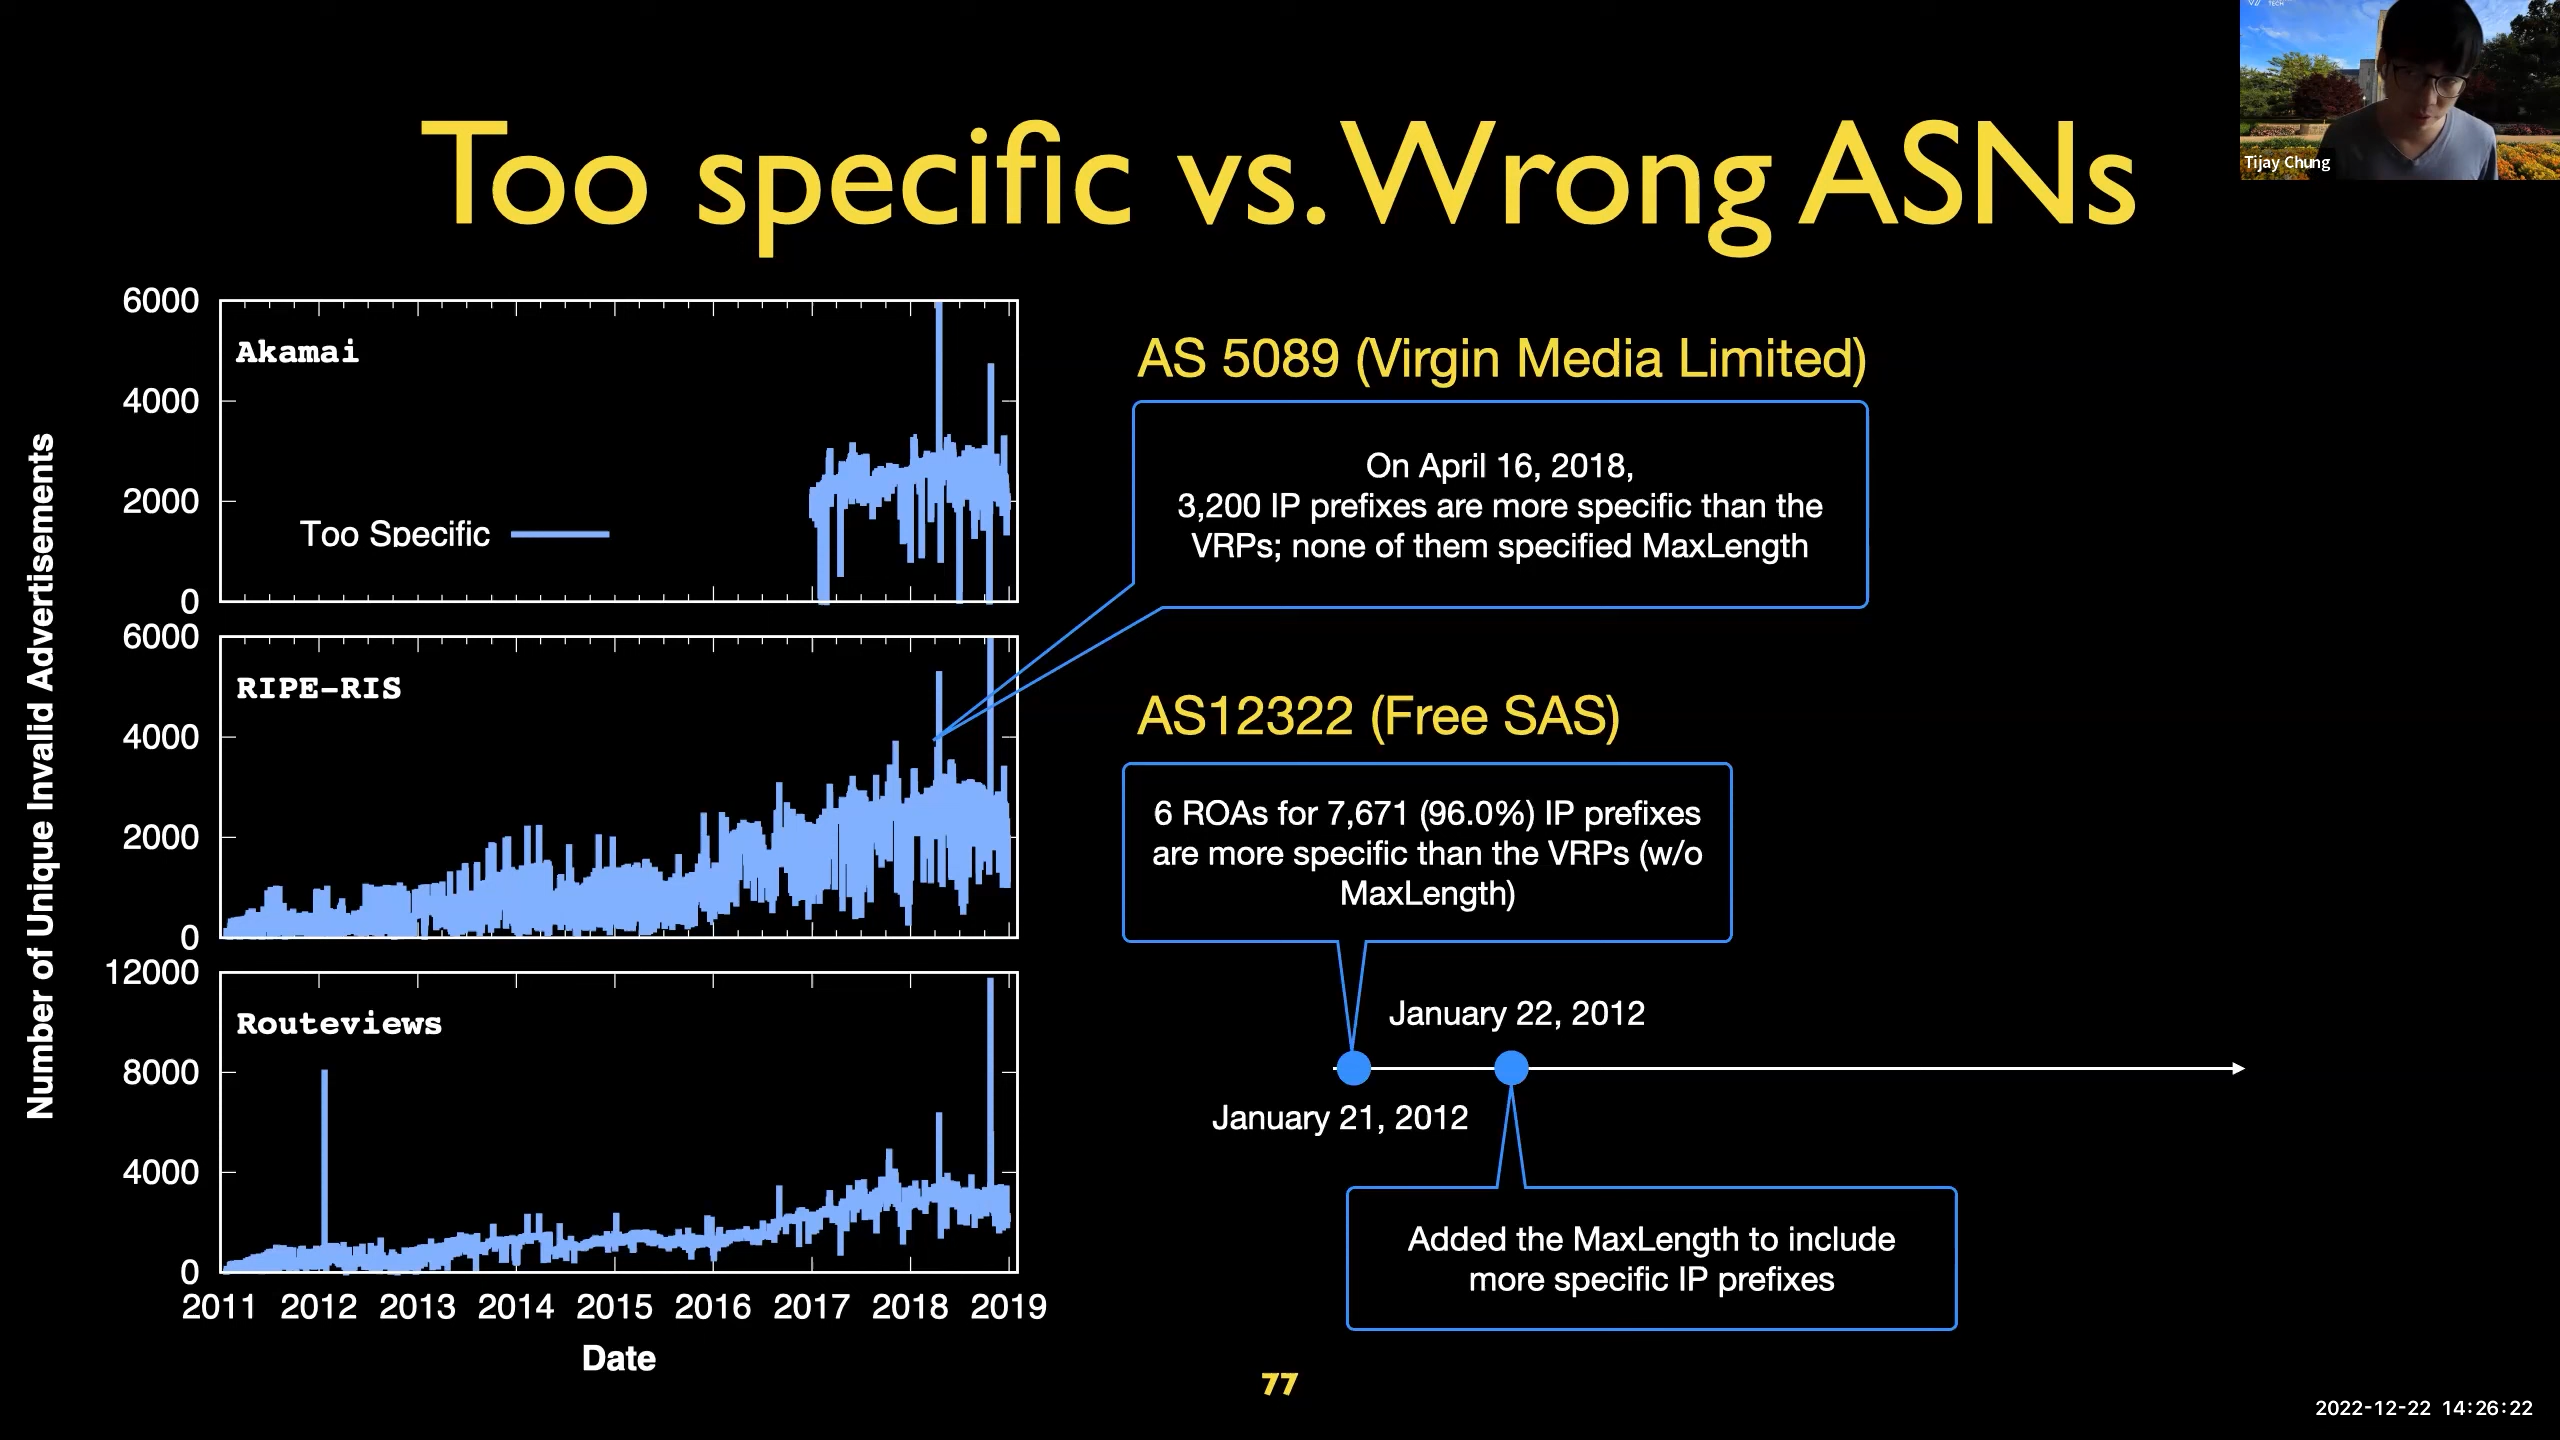 TECH
Tijay Chung
Too specific vs. Wrong ASNs
Number of Unique Invalid Advertisements
6000
Akamai
4000
2000
Too Specific
0
6000
RIPE-RIS
4000
2000
0
12000
Routeviews
8000
4000
0
2011 2012 2013 2014 2015 2016 2017 2018 2019
Date
AS 5089 (Virgin Media Limited)
On April 16, 2018,
3,200 IP prefixes are more specific than the
VRPs; none of them specified MaxLength
AS12322 (Free SAS)
6 ROAs for 7,671 (96.0%) IP prefixes
are more specific than the VRPs (w/o
MaxLength)
January 22, 2012
January 21, 2012
Added the MaxLength to include
more specific IP prefixes
77
2022-12-22 14:26:22